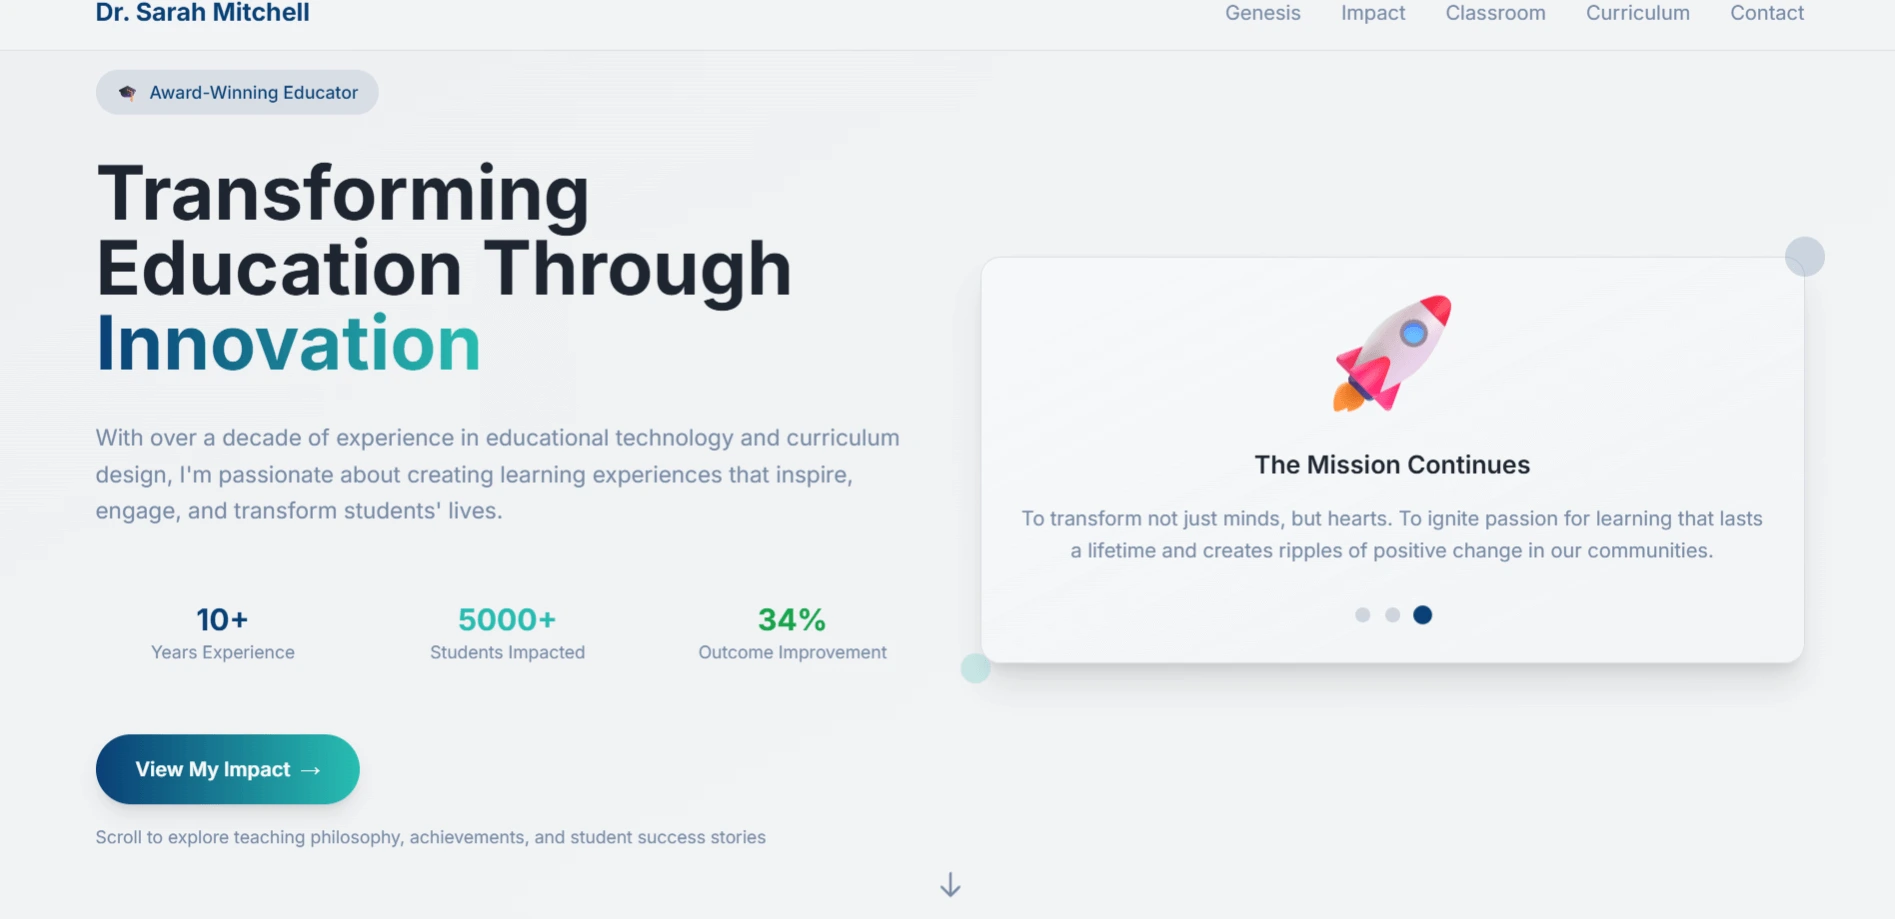 Dr. Sarah Mitchell
Genesis
Impact
Classroom
Curriculum
Contact
Award-Winning Educator
Transforming
Education Through
Innovation
With over a decade of experience in educational technology and curriculum
design, I'm passionate about creating learning experiences that inspire,
engage, and transform students' lives.
10+
Years Experience
5000+
Students Impacted
34%
Outcome Improvement
View My Impact →
Scroll to explore teaching philosophy, achievements, and student success stories
The Mission Continues
To transform not just minds, but hearts. To ignite passion for learning that lasts
a lifetime and creates ripples of positive change in our communities.